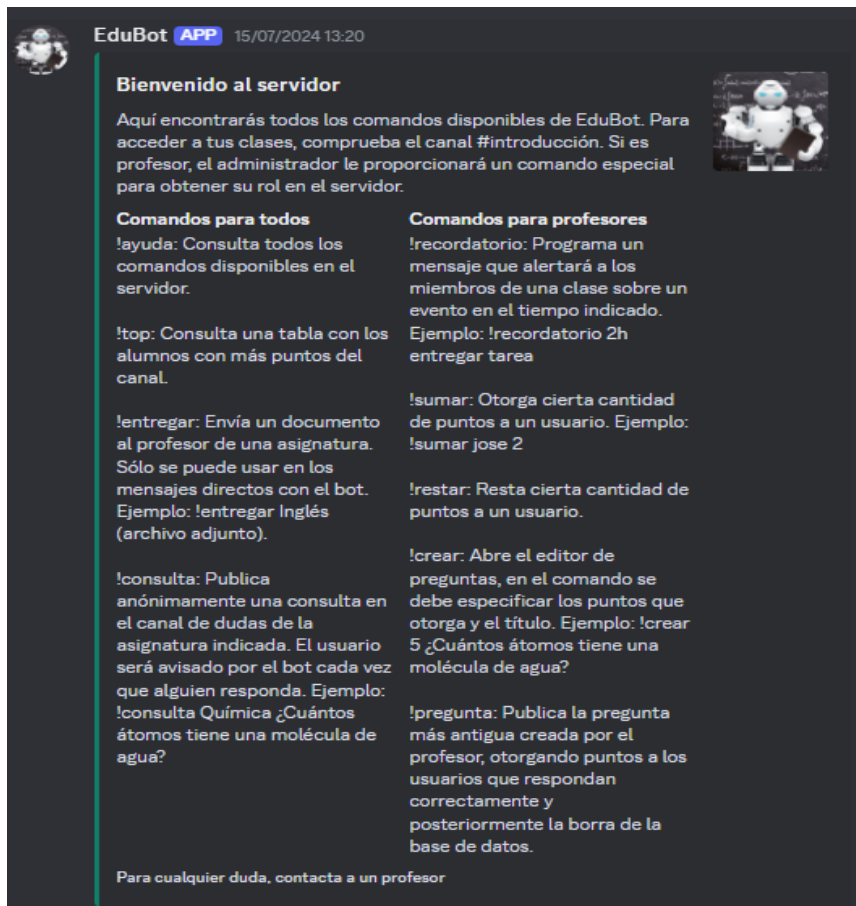 EduBot APP 15/07/2024 13:20
Bienvenido al servidor
Aquí encontrarás todos los comandos disponibles de EduBot. Para
acceder a tus clases, comprueba el canal #introducción. Si es
profesor, el administrador le proporcionará un comando especial
para obtener su rol en el servidor.
Comandos para todos
!ayuda: Consulta todos los
comandos disponibles en el
servidor.
!top: Consulta una tabla con los
alumnos con más puntos del
canal.
!entregar: Envía un documento
al profesor de una asignatura.
Sólo se puede usar en los
mensajes directos con el bot.
Ejemplo: !entregar Inglés
(archivo adjunto).
!consulta: Publica
anónimamente una consulta en
el canal de dudas de la
asignatura indicada. El usuario
será avisado por el bot cada vez
que alguien responda. Ejemplo:
!consulta Química ¿Cuántos
átomos tiene una molécula de
agua?
Comandos para profesores
!recordatorio: Programa un
mensaje que alertará a los
miembros de una clase sobre un
evento en el tiempo indicado.
Ejemplo: !recordatorio 2h
entregar tarea
!sumar: Otorga cierta cantidad
de puntos a un usuario. Ejemplo:
!sumar jose 2
!restar: Resta cierta cantidad de
puntos a un usuario.
!crear: Abre el editor de
preguntas, en el comando se
debe especificar los puntos que
otorga y el título. Ejemplo: !crear
5 ¿Cuántos átomos tiene una
molécula de agua?
!pregunta: Publica la pregunta
más antigua creada por el
profesor, otorgando puntos a los
usuarios que respondan
correctamente y
posteriormente la borra de la
base de datos.
Para cualquier duda, contacta a un profesor